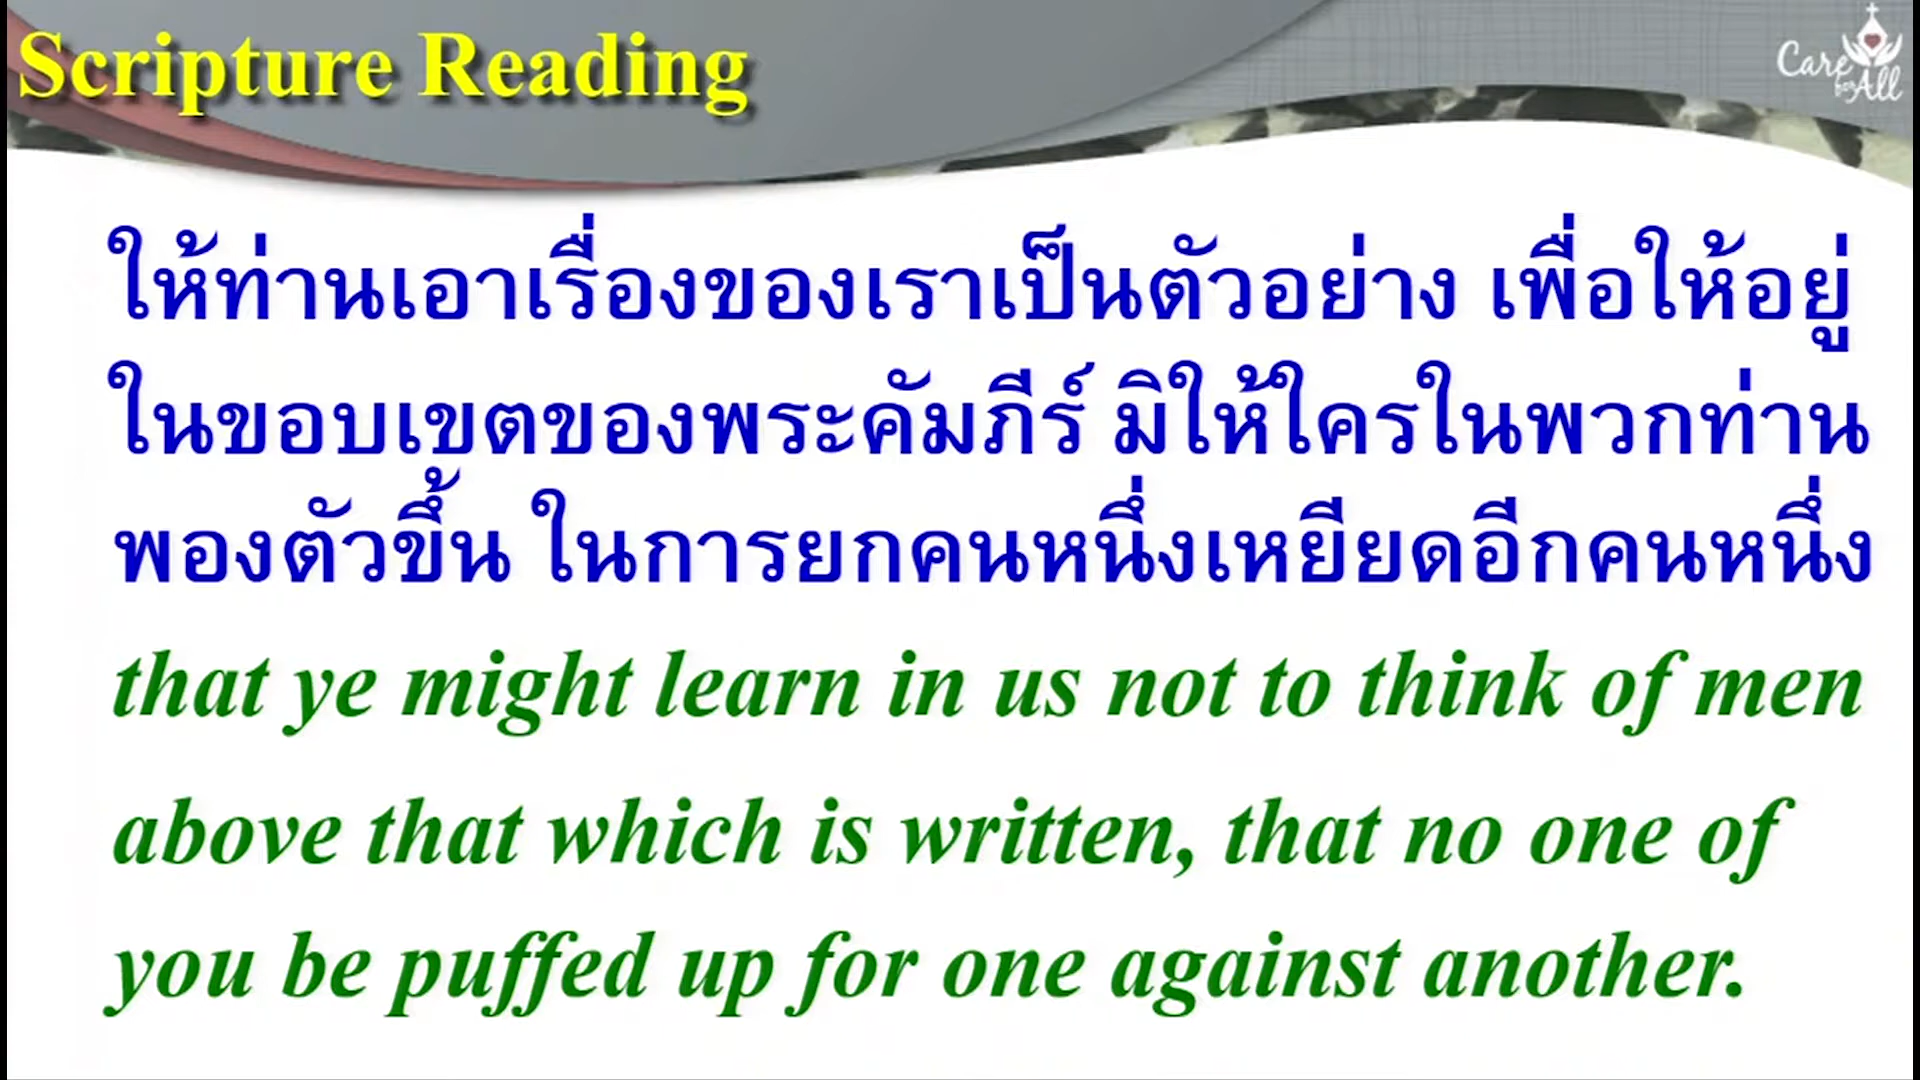 Scripture Reading
Care for All
ให้ท่านเอาเรื่องของเราเป็นตัวอย่าง เพื่อให้อยู่
ในขอบเขตของพระคัมภีร์ มิให้ใครในพวกท่าน
พองตัวขึ้น ในการยกคนหนึ่งเหยียดอีกคนหนึ่ง
that ye might learn in us not to think of men
above that which is written, that no one of
you be puffed up for one against another.